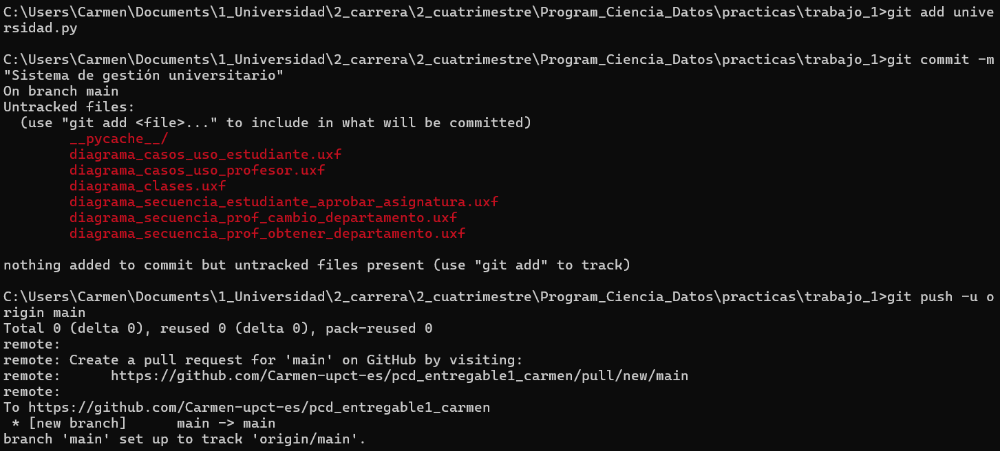 C:\Users\Carmen\Documents\1_Universidad\2_carrera\2_cuatrimestre\Program_Ciencia_Datos\practicas\trabajo_1>git add unive
rsidad.py
C:\Users\Carmen\Documents\1_Universidad\2_carrera\2_cuatrimestre\Program_Ciencia_Datos\practicas\trabajo_1>git commit -m
"Sistema de gestión universitario"
On branch main
Untracked files:
  (use "git add <file>..." to include in what will be committed)
        __pycache__/
        diagrama_casos_uso_estudiante.uxf
        diagrama_casos_uso_profesor.uxf
        diagrama_clases.uxf
        diagrama_secuencia_estudiante_aprobar_asignatura.uxf
        diagrama_secuencia_prof_cambio_departamento.uxf
        diagrama_secuencia_prof_obtener_departamento.uxf
nothing added to commit but untracked files present (use "git add" to track)
C:\Users\Carmen\Documents\1_Universidad\2_carrera\2_cuatrimestre\Program_Ciencia_Datos\practicas\trabajo_1>git push -u o
rigin main
Total 0 (delta 0), reused 0 (delta 0), pack-reused 0
remote:
remote: Create a pull request for 'main' on GitHub by visiting:
remote:      https://github.com/Carmen-upct-es/pcd_entregable1_carmen/pull/new/main
remote:
To https://github.com/Carmen-upct-es/pcd_entregable1_carmen
 * [new branch]      main -> main
branch 'main' set up to track 'origin/main'.